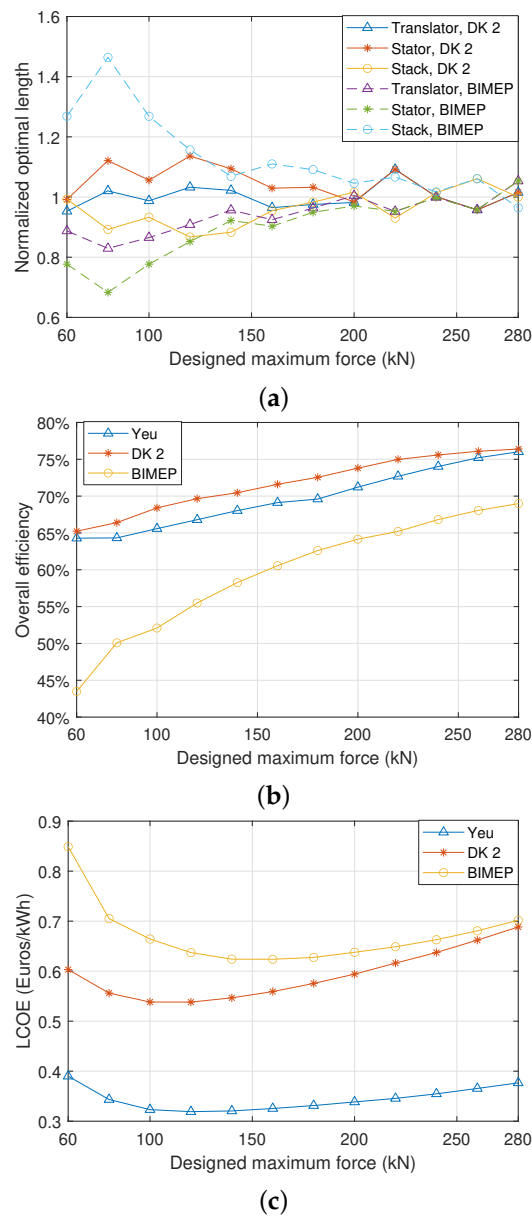 1.6
1.4
1.2
1
0.8
0.6
Normalized optimal length
Translator, DK 2
Stator, DK 2
Stack, DK 2
Translator, BIMEP
Stator, BIMEP
Stack, BIMEP
60 100 150 200 250 280
Designed maximum force (kN)
(a)
80%
75%
70%
65%
60%
55%
50%
45%
40%
Overall efficiency
Yeu
DK 2
BIMEP
60 100 150 200 250 280
Designed maximum force (kN)
(b)
0.9
0.8
0.7
0.6
0.5
0.4
0.3
LCOE (Euros/kWh)
Yeu
DK 2
BIMEP
60 100 150 200 250 280
Designed maximum force (kN)
(c)